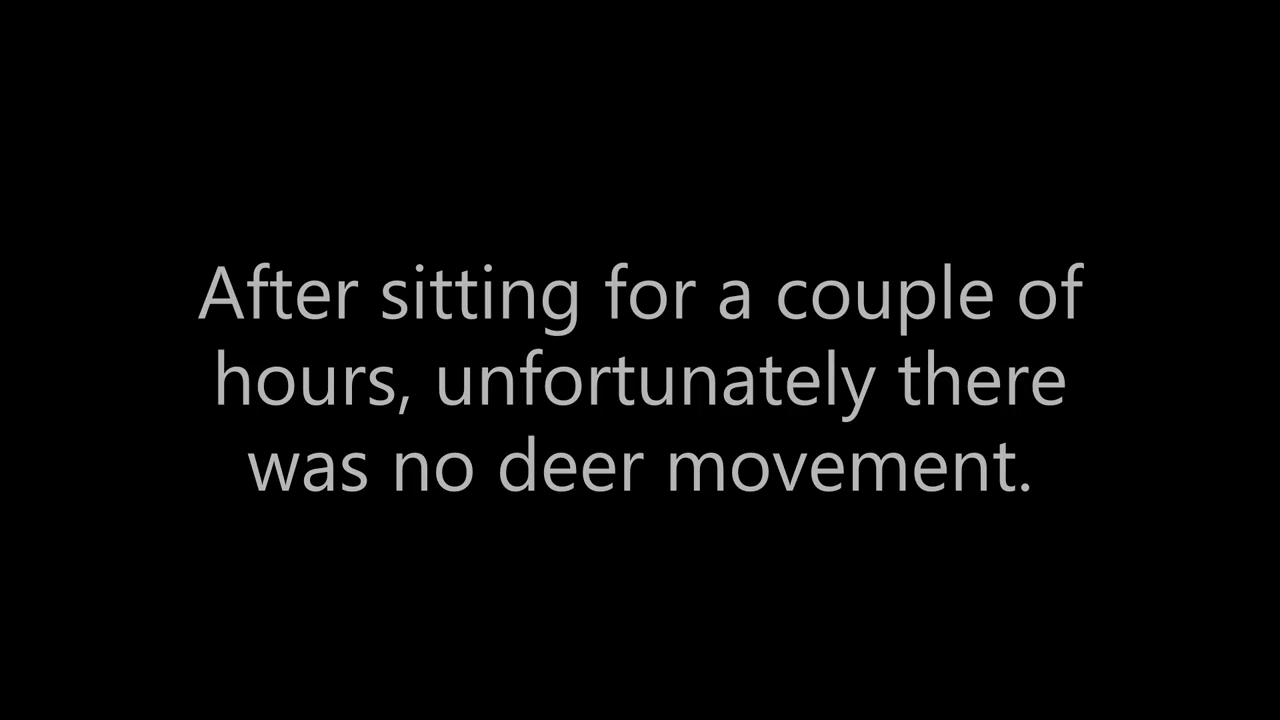 After sitting for a couple of
hours, unfortunately there
was no deer movement.